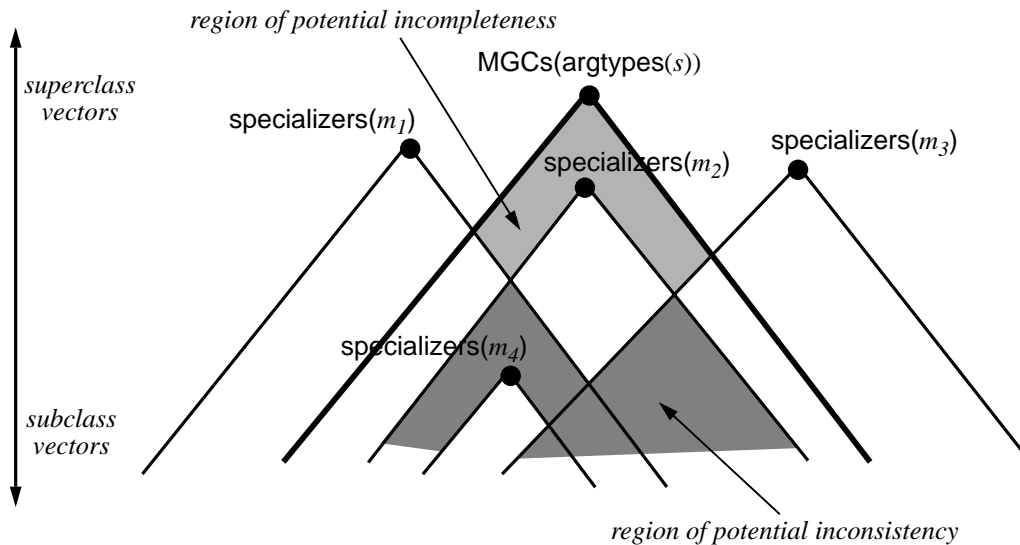 region of potential incompleteness
MGCs(argtypes(s))
superclass
vectors
specializers(m1)
specializers(m3)
specializers(m2)
specializers(m4)
subclass
vectors
region of potential inconsistency